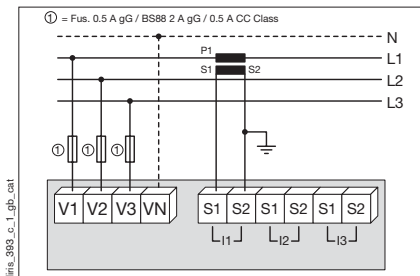 ① = Fus. 0.5 A gG / BS88 2 A gG / 0.5 A CC Class
N
P1 L1
S1 S2 L2
L3
① ① ①
V1 V2 V3 VN S1 S2 S1 S2 S1 S2
I1 I2 I3
iris_393_c_1_gb_cat